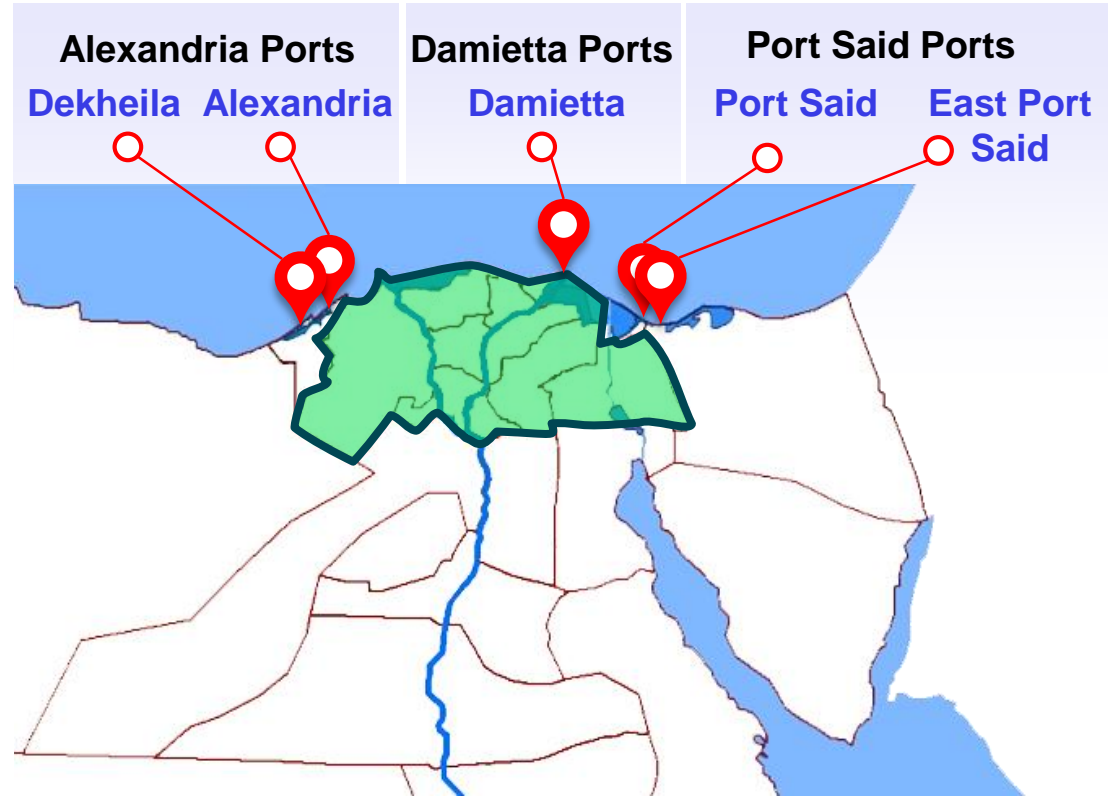 Alexandria Ports
Damietta Ports
Port Said Ports
Dekheila
Alexandria
Damietta
Port Said
East Port
Said